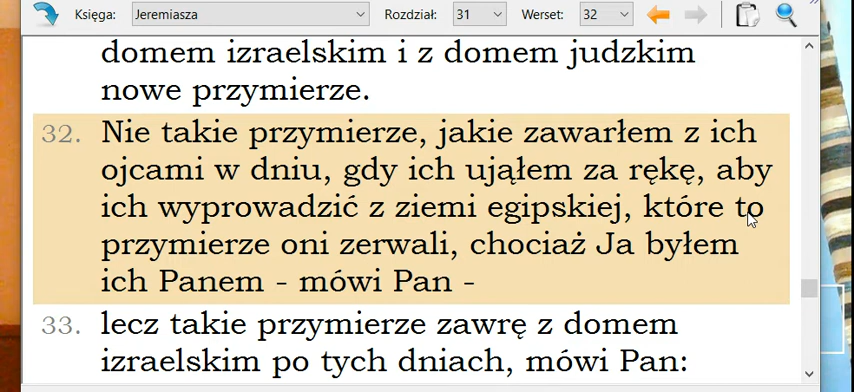 Księga: Jeremiasza Rozdział: 31 Werset: 32
domem izraelskim i z domem judzkim
nowe przymierze.
32. Nie takie przymierze, jakie zawarłem z ich
ojcami w dniu, gdy ich ująłem za rękę, aby
ich wyprowadzić z ziemi egipskiej, które to
przymierze oni zerwali, chociaż Ja byłem
ich Panem - mówi Pan -
33. lecz takie przymierze zawrę z domem
izraelskim po tych dniach, mówi Pan: